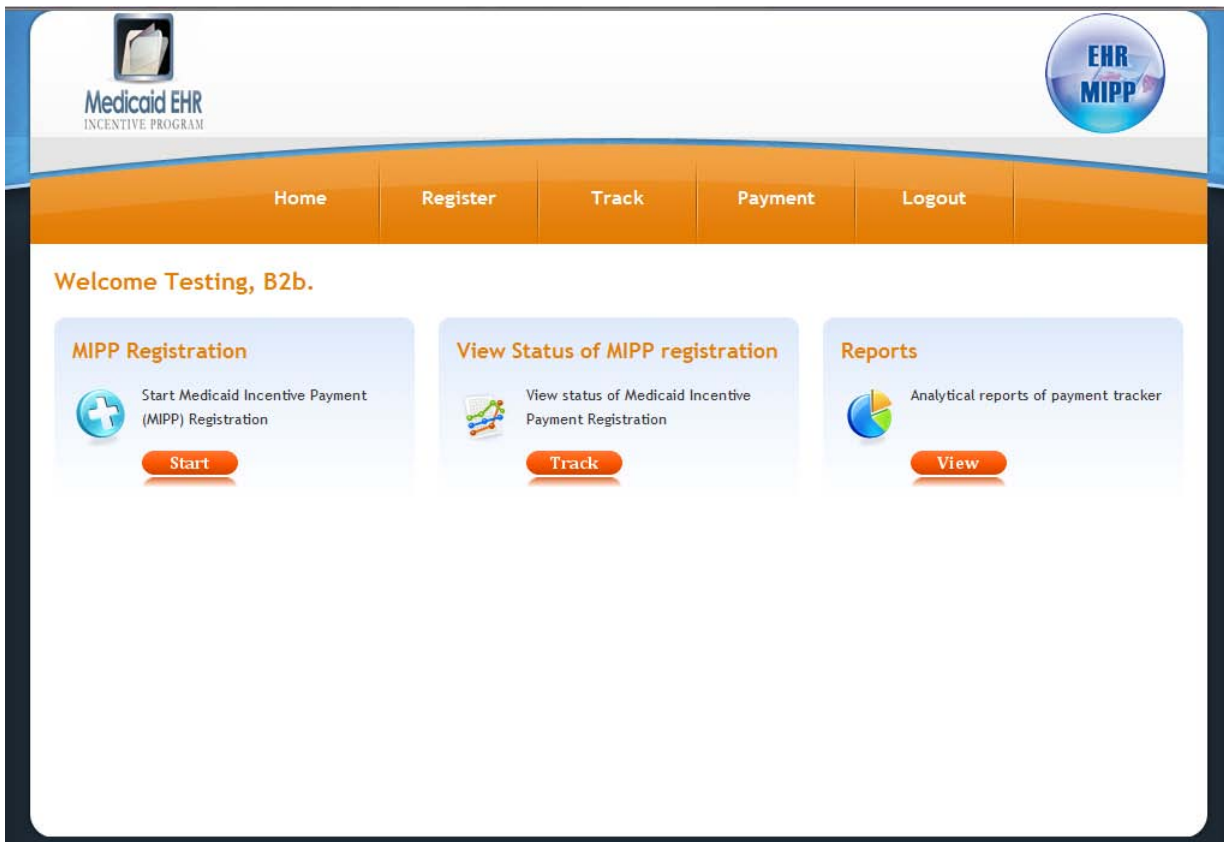 Medicaid EHR
INCENTIVE PROGRAM
EHR
MIPP
Home
Register
Track
Payment
Logout
Welcome Testing, B2b.
MIPP Registration
Start Medicaid Incentive Payment
(MIPP) Registration
Start
View Status of MIPP registration
View status of Medicaid Incentive
Payment Registration
Track
Reports
Analytical reports of payment tracker
View